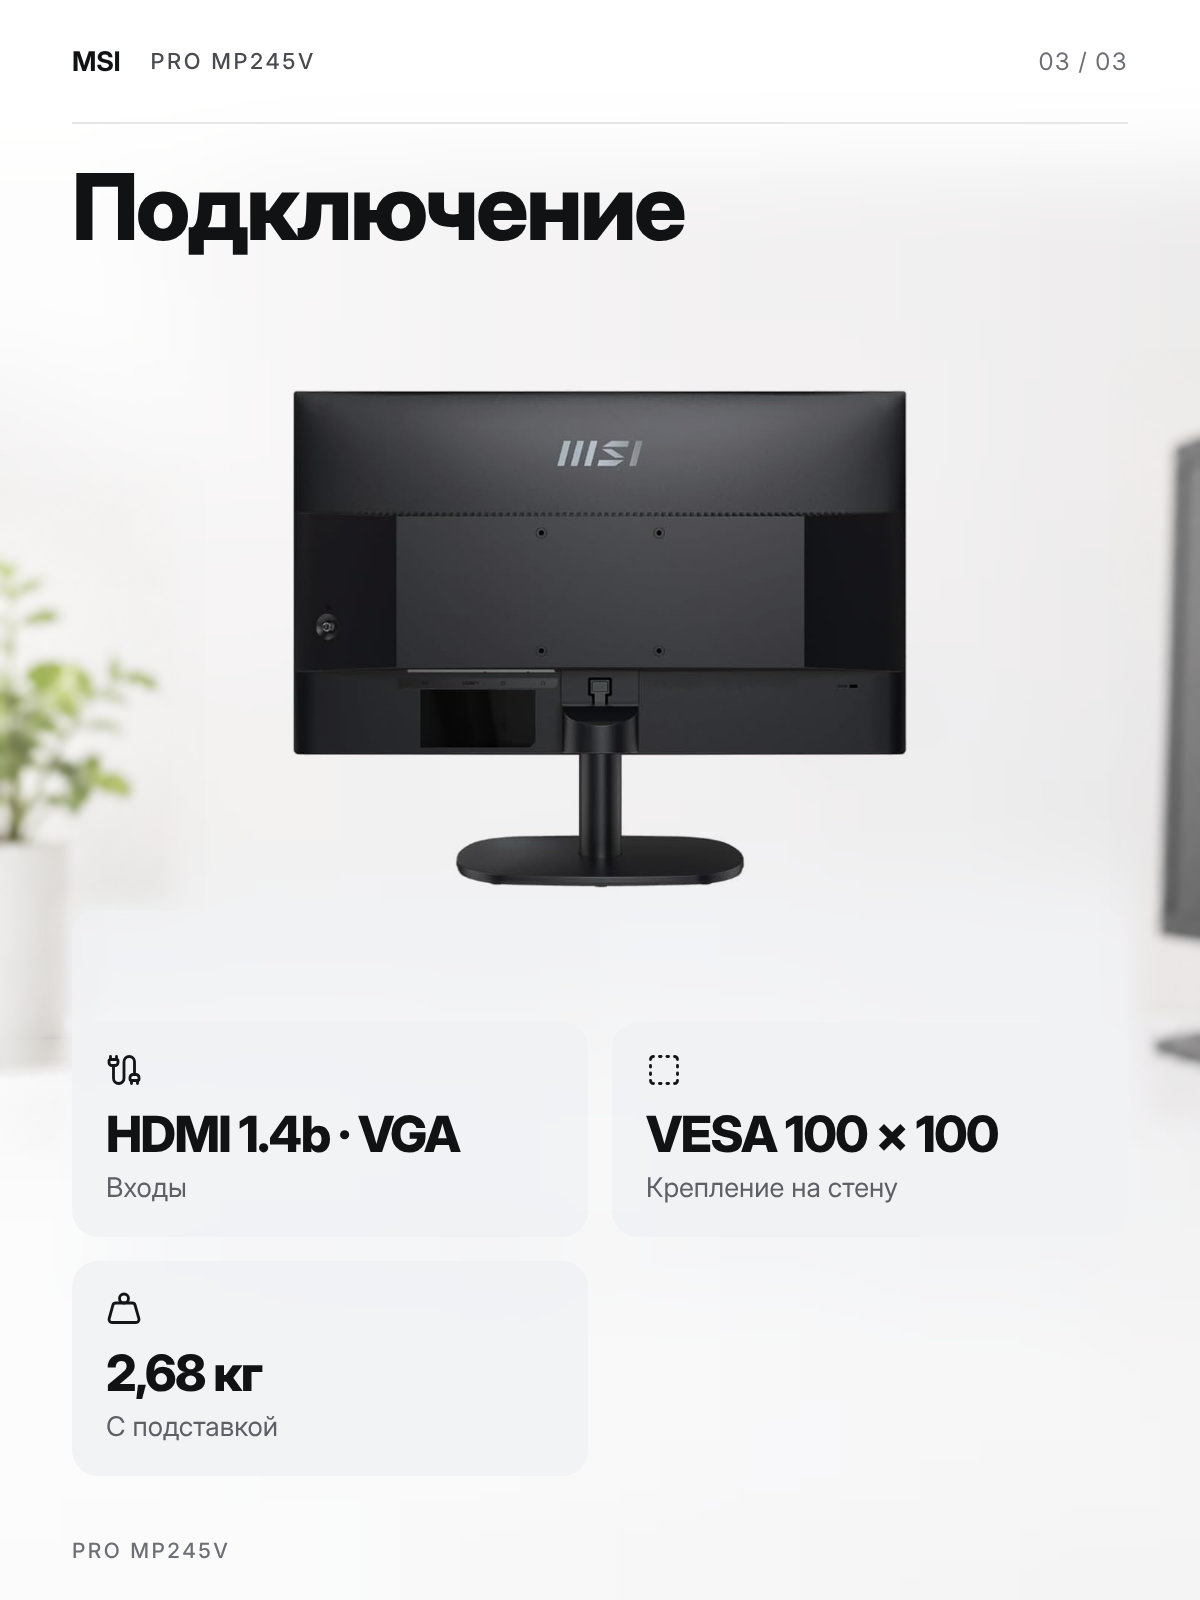 MSI PRO MP245V 03 / 03
Подключение
MSI
HDMI 1.4b · VGA
Входы
VESA 100 × 100
Крепление на стену
2,68 кг
С подставкой
PRO MP245V